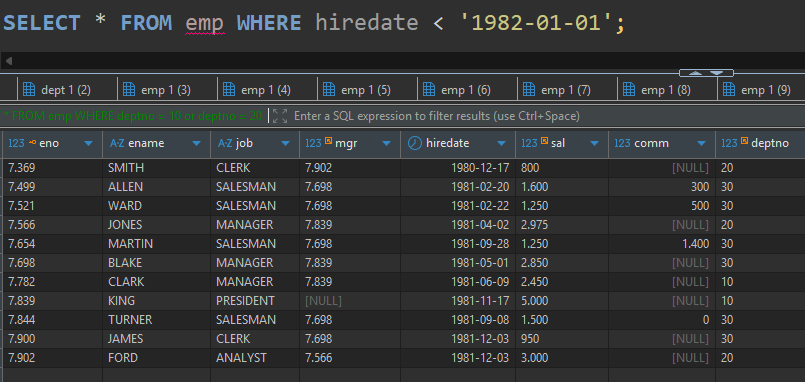 SELECT * FROM emp WHERE hiredate < '1982-01-01';
dept 1 (2) emp 1 (3) emp 1 (4) emp 1 (5) emp 1 (6) emp 1 (7) emp 1 (8) emp 1 (9)
* FROM emp WHERE deptno = 10 or deptno = 20 Enter a SQL expression to filter results (use Ctrl+Space)
123 eno A-Z ename A-Z job 123 mgr hiredate 123 sal 123 comm 123 deptno
7.369 SMITH CLERK 7.902 1980-12-17 800 [NULL] 20
7.499 ALLEN SALESMAN 7.698 1981-02-20 1.600 300 30
7.521 WARD SALESMAN 7.698 1981-02-22 1.250 500 30
7.566 JONES MANAGER 7.839 1981-04-02 2.975 [NULL] 20
7.654 MARTIN SALESMAN 7.698 1981-09-28 1.250 1.400 30
7.698 BLAKE MANAGER 7.839 1981-05-01 2.850 [NULL] 30
7.782 CLARK MANAGER 7.839 1981-06-09 2.450 [NULL] 10
7.839 KING PRESIDENT [NULL] 1981-11-17 5.000 [NULL] 10
7.844 TURNER SALESMAN 7.698 1981-09-08 1.500 0 30
7.900 JAMES CLERK 7.698 1981-12-03 950 [NULL] 30
7.902 FORD ANALYST 7.566 1981-12-03 3.000 [NULL] 20